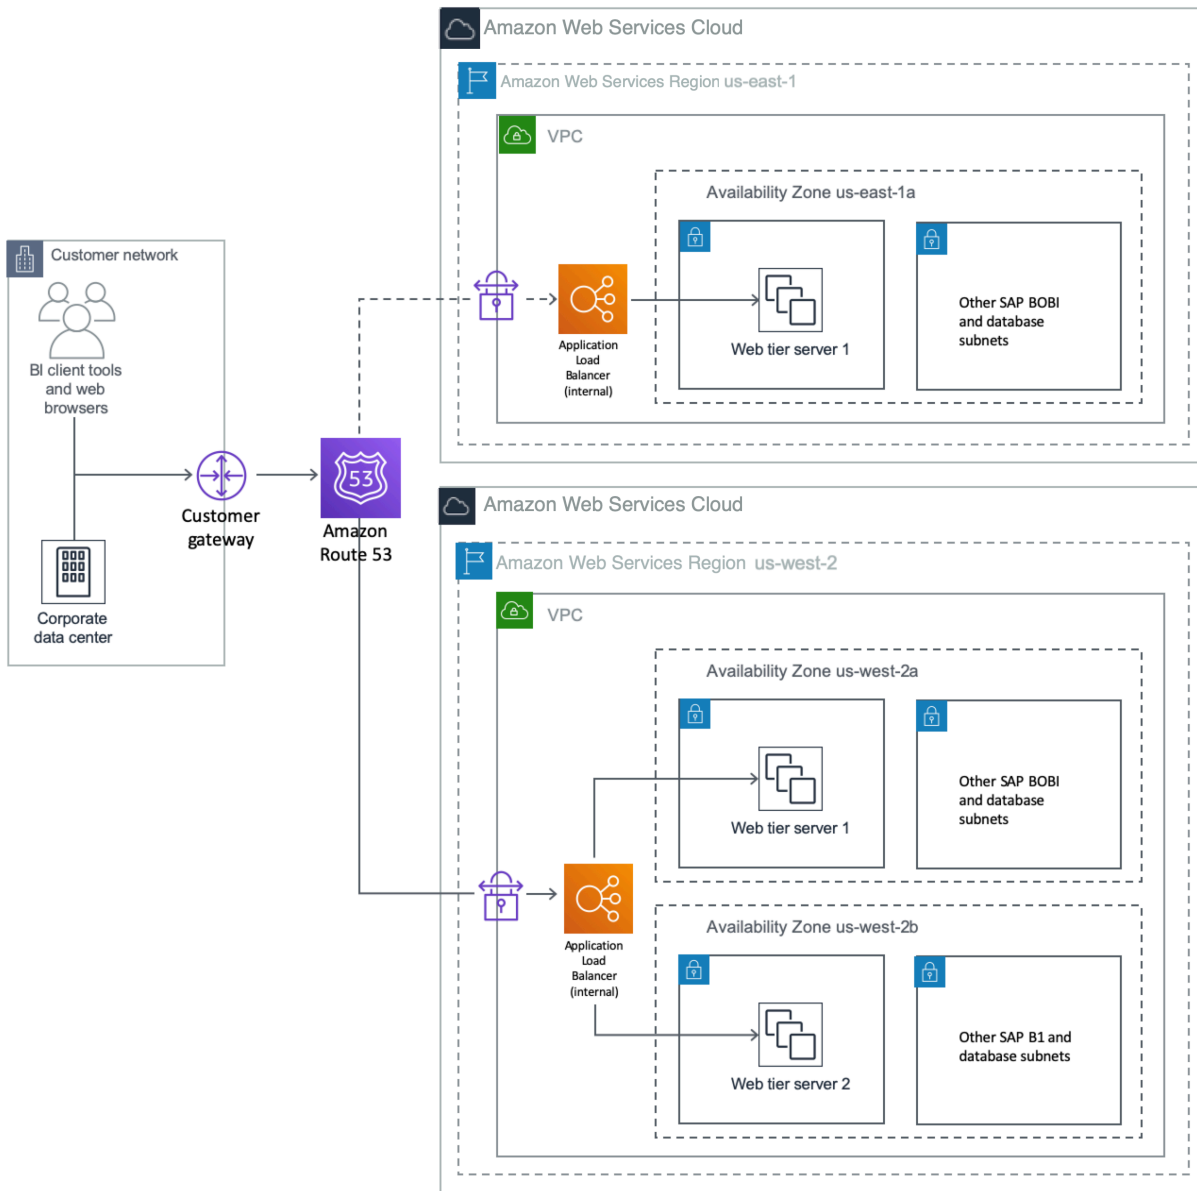 Amazon Web Services Cloud
Amazon Web Services Region us-east-1
VPC
Availability Zone us-east-1a
Customer network
BI client tools
and web
browsers
Application
Load
Balancer
(internal)
Web tier server 1
Other SAP BOBI
and database
subnets
53
Customer
gateway
Amazon
Route 53
Corporate
data center
Amazon Web Services Cloud
Amazon Web Services Region us-west-2
VPC
Availability Zone us-west-2a
Web tier server 1
Other SAP BOBI
and database
subnets
Application
Load
Balancer
(internal)
Availability Zone us-west-2b
Web tier server 2
Other SAP B1 and
database subnets